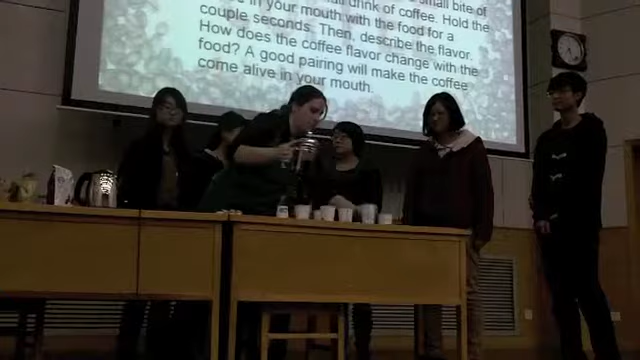 small bite of
drink of coffee. Hold the
in your mouth with the food for a
couple seconds. Then, describe the flavor.
How does the coffee flavor change with the
food? A good pairing will make the coffee
come alive in your mouth.